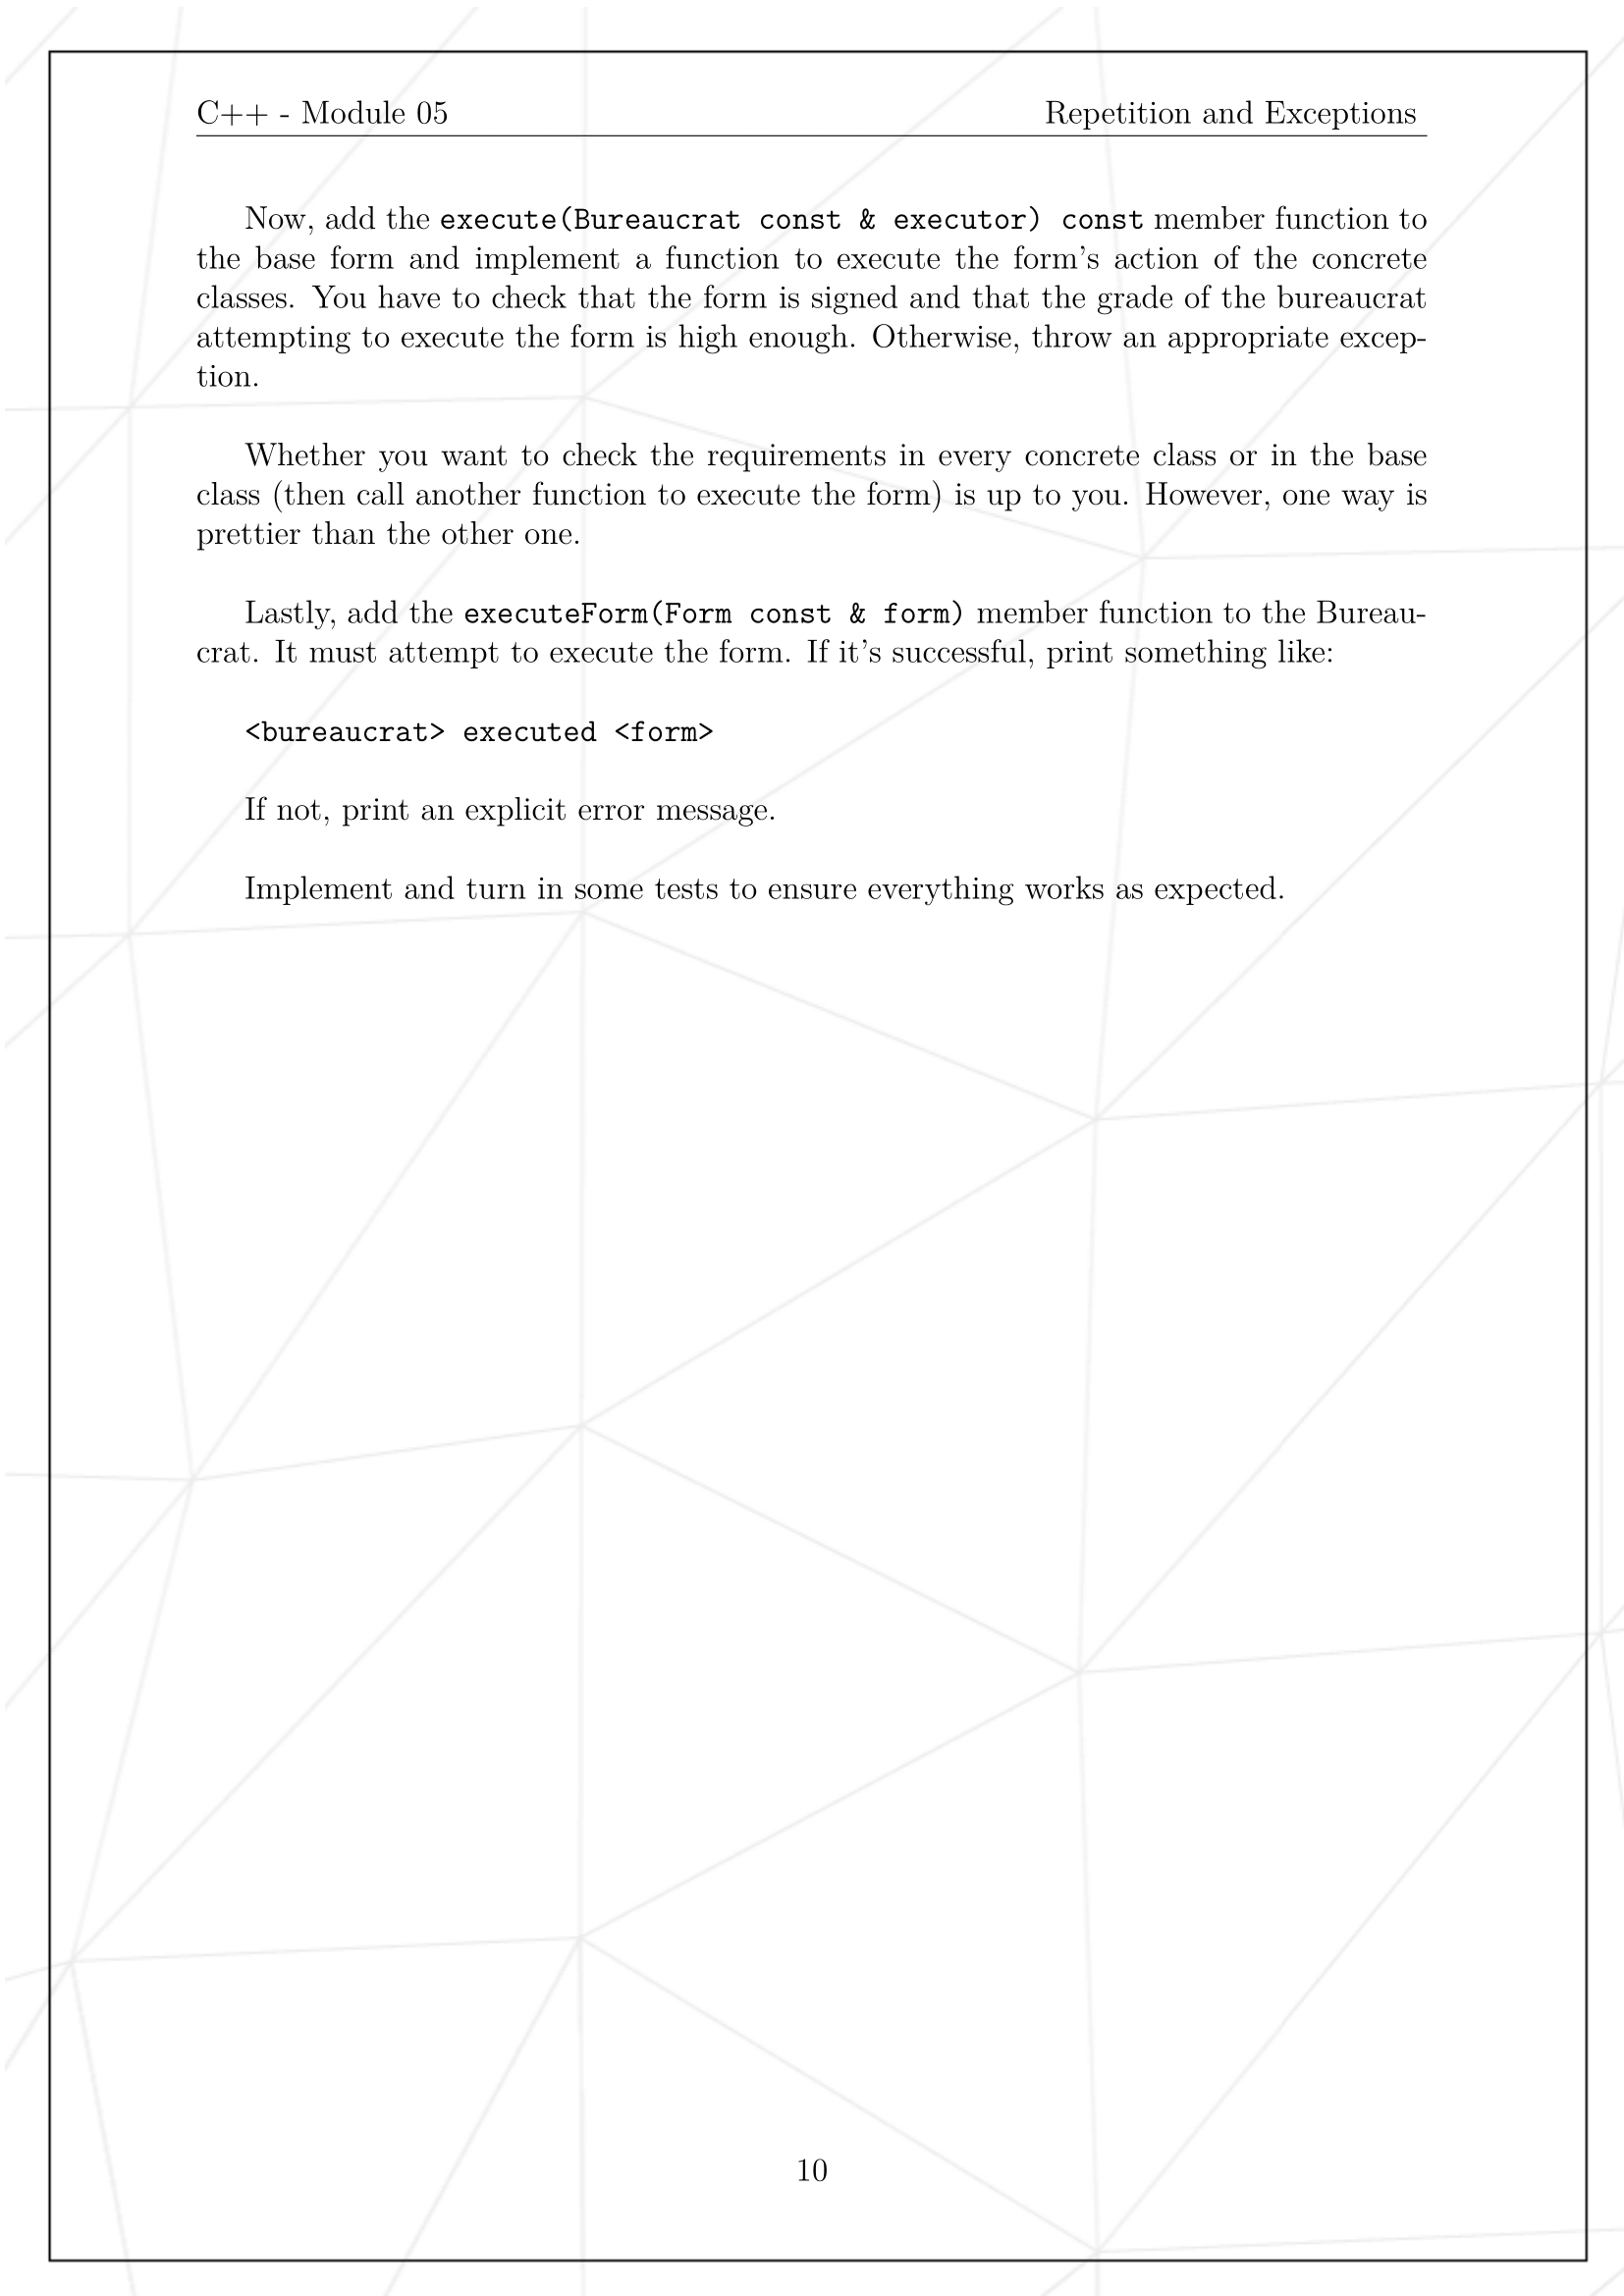 C++ - Module 05 Repetition and Exceptions
Now, add the execute(Bureaucrat const & executor) const member function to
the base form and implement a function to execute the form's action of the concrete
classes. You have to check that the form is signed and that the grade of the bureaucrat
attempting to execute the form is high enough. Otherwise, throw an appropriate excep-
tion.
Whether you want to check the requirements in every concrete class or in the base
class (then call another function to execute the form) is up to you. However, one way is
prettier than the other one.
Lastly, add the executeForm(Form const & form) member function to the Bureau-
crat. It must attempt to execute the form. If it's successful, print something like:
<bureaucrat> executed <form>
If not, print an explicit error message.
Implement and turn in some tests to ensure everything works as expected.
10